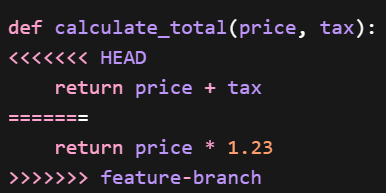 def calculate_total(price, tax):
<<<<<<< HEAD
    return price + tax
=======
    return price * 1.23
>>>>>>> feature-branch